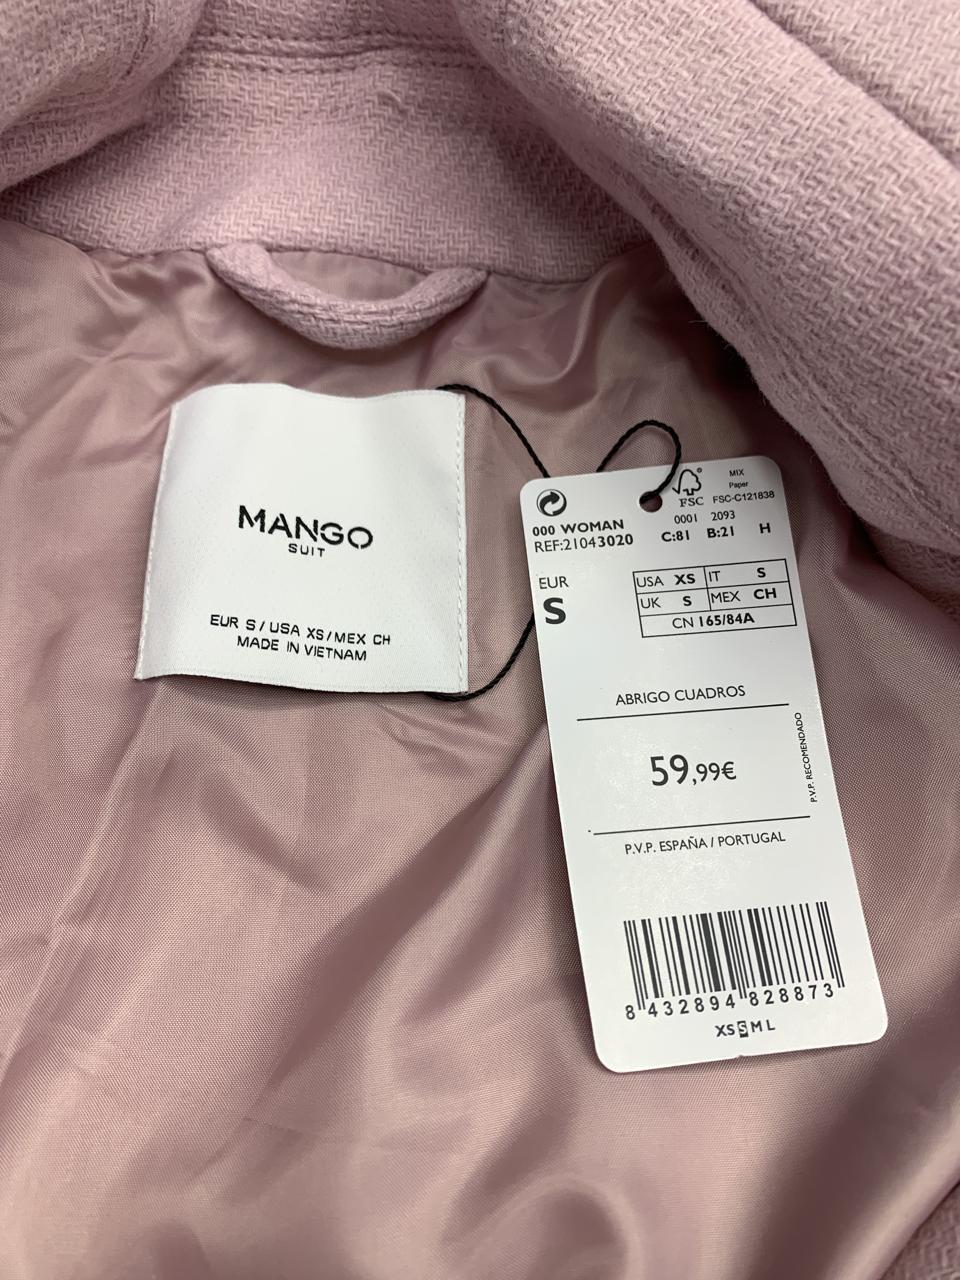 MANGO
SUIT
EUR S / USA XS / MEX CH
MADE IN VIETNAM
MIX
Paper
FSC
FSC-C121838
000 WOMAN
0001 2093
REF:21043020
C:81 B:21 H
EUR
S
USA XS IT S
UK S MEX CH
CN 165/84A
ABRIGO CUADROS
59,99€
P.V.P. RECOMENDADO
P.V.P. ESPAÑA / PORTUGAL
8 432894 828873
XS S M L